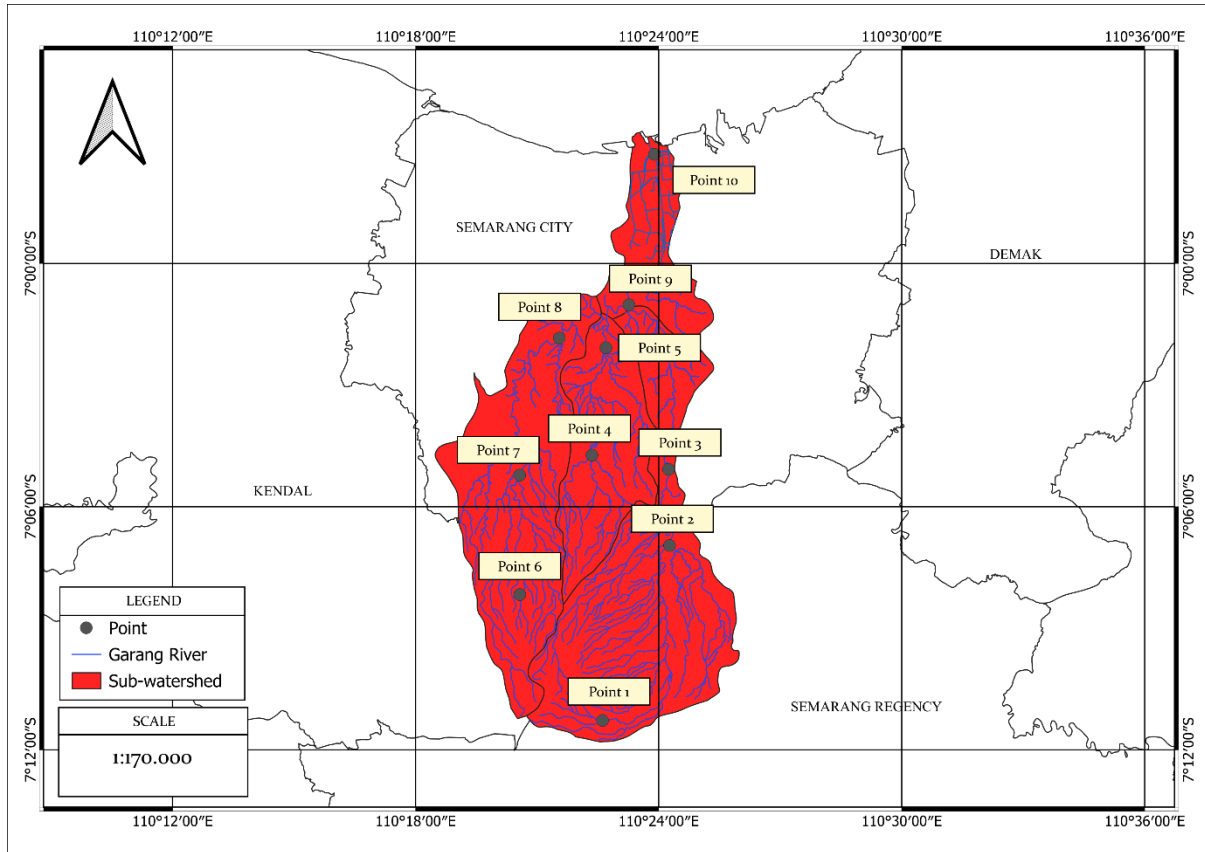 110°12′00″E
110°18′00″E
110°24′00″E
110°30′00″E
110°36′00″E
Point 10
SEMARANG CITY
DEMAK
7°00′00″S
7°00′00″S
Point 9
Point 8
Point 5
Point 4
Point 3
Point 7
KENDAL
7°06′00″S
7°06′00″S
Point 2
Point 6
LEGEND
Point
Garang River
Sub-watershed
Point 1
SEMARANG REGENCY
SCALE
1:170.000
7°12′00″S
7°12′00″S
110°12′00″E
110°18′00″E
110°24′00″E
110°30′00″E
110°36′00″E